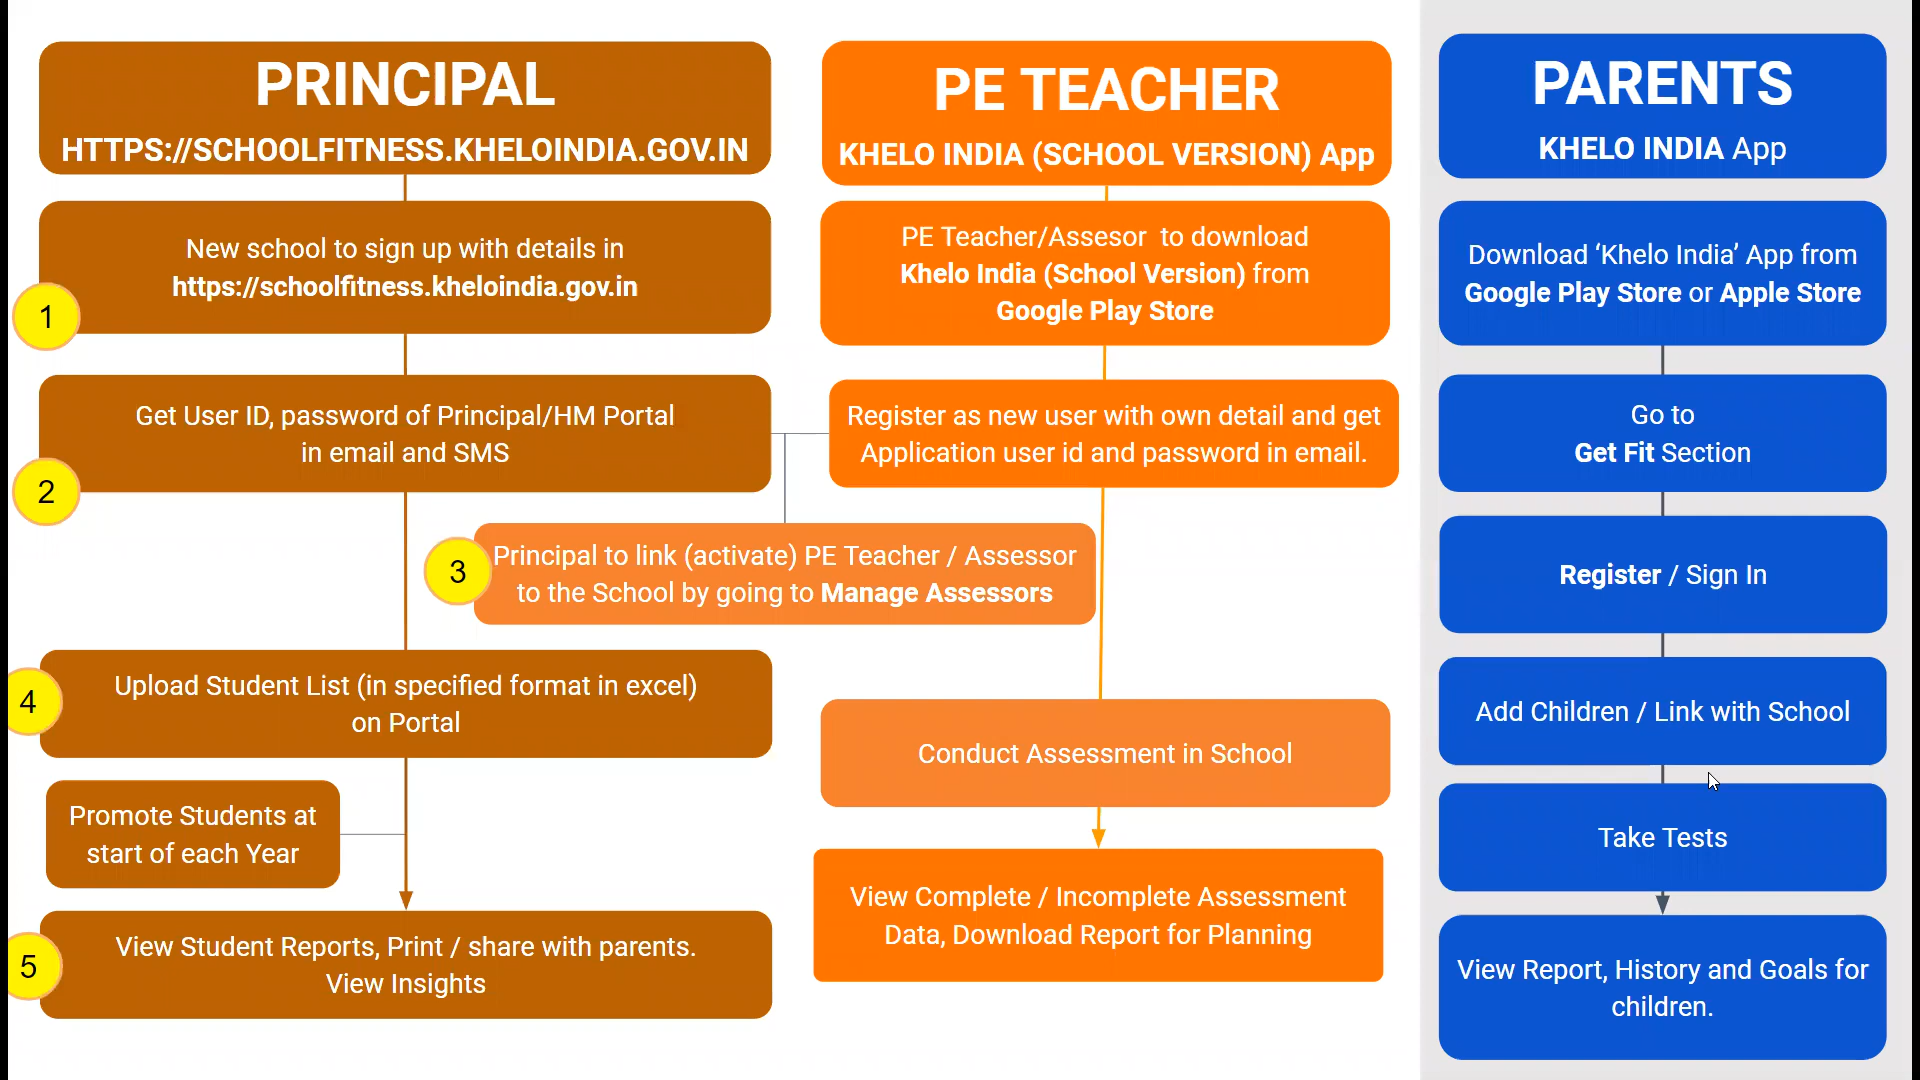 PRINCIPAL
HTTPS://SCHOOLFITNESS.KHELOINDIA.GOV.IN
New school to sign up with details in
https://schoolfitness.kheloindia.gov.in
1
Get User ID, password of Principal/HM Portal
in email and SMS
2
3
Principal to link (activate) PE Teacher / Assessor
to the School by going to Manage Assessors
4
Upload Student List (in specified format in excel)
on Portal
Promote Students at
start of each Year
5
View Student Reports, Print / share with parents.
View Insights
PE TEACHER
KHELO INDIA (SCHOOL VERSION) App
PE Teacher/Assesor to download
Khelo India (School Version) from
Google Play Store
Register as new user with own detail and get
Application user id and password in email.
Conduct Assessment in School
View Complete / Incomplete Assessment
Data, Download Report for Planning
PARENTS
KHELO INDIA App
Download ‘Khelo India’ App from
Google Play Store or Apple Store
Go to
Get Fit Section
Register / Sign In
Add Children / Link with School
Take Tests
View Report, History and Goals for
children.